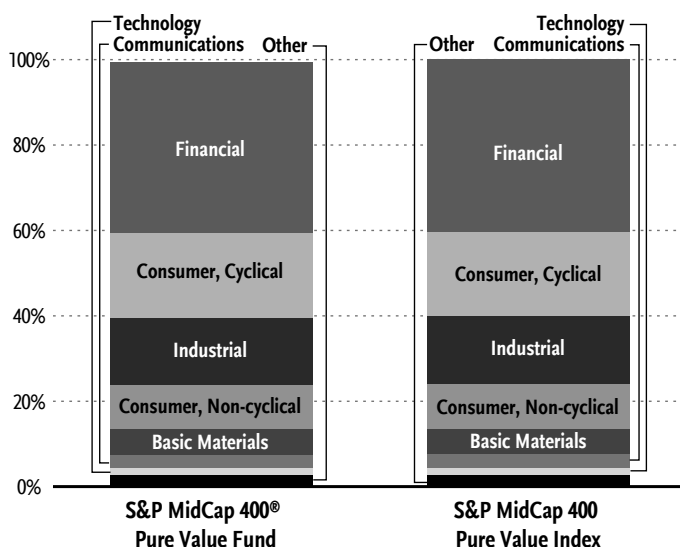 Technology
Communications
Other
Technology
Other
Communications
100%
80%
60%
40%
20%
0%
Financial
Consumer, Cyclical
Industrial
Consumer, Non-cyclical
Basic Materials
Financial
Consumer, Cyclical
Industrial
Consumer, Non-cyclical
Basic Materials
S&P MidCap 400®
Pure Value Fund
S&P MidCap 400
Pure Value Index